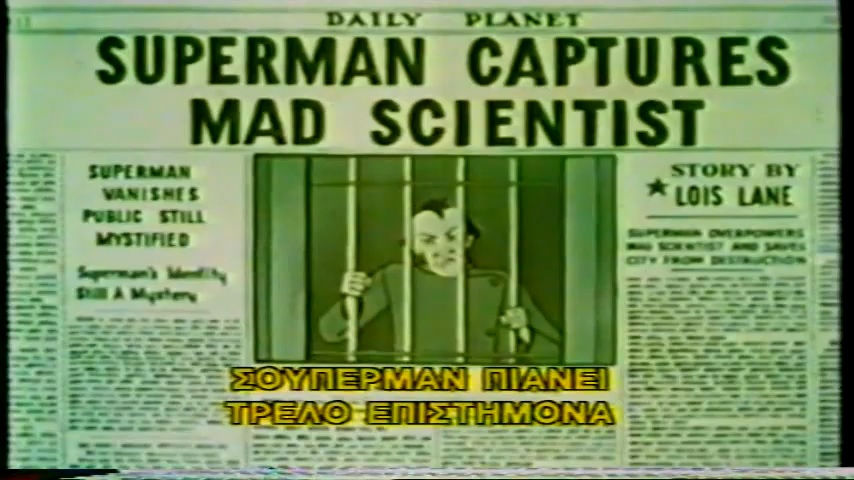 DAILY PLANET
SUPERMAN CAPTURES
MAD SCIENTIST
SUPERMAN
VANISHES
PUBLIC STILL
MYSTIFIED
Superman's Identity
Still A Mystery
STORY BY
LOIS LANE
SUPERMAN OVERPOWERS
MAD SCIENTIST AND SAVES
CITY FROM DESTRUCTION
ΣΟΥΠΕΡΜΑΝ ΠΙΑΝΕΙ
ΤΡΕΛΟ ΕΠΙΣΤΗΜΟΝΑ